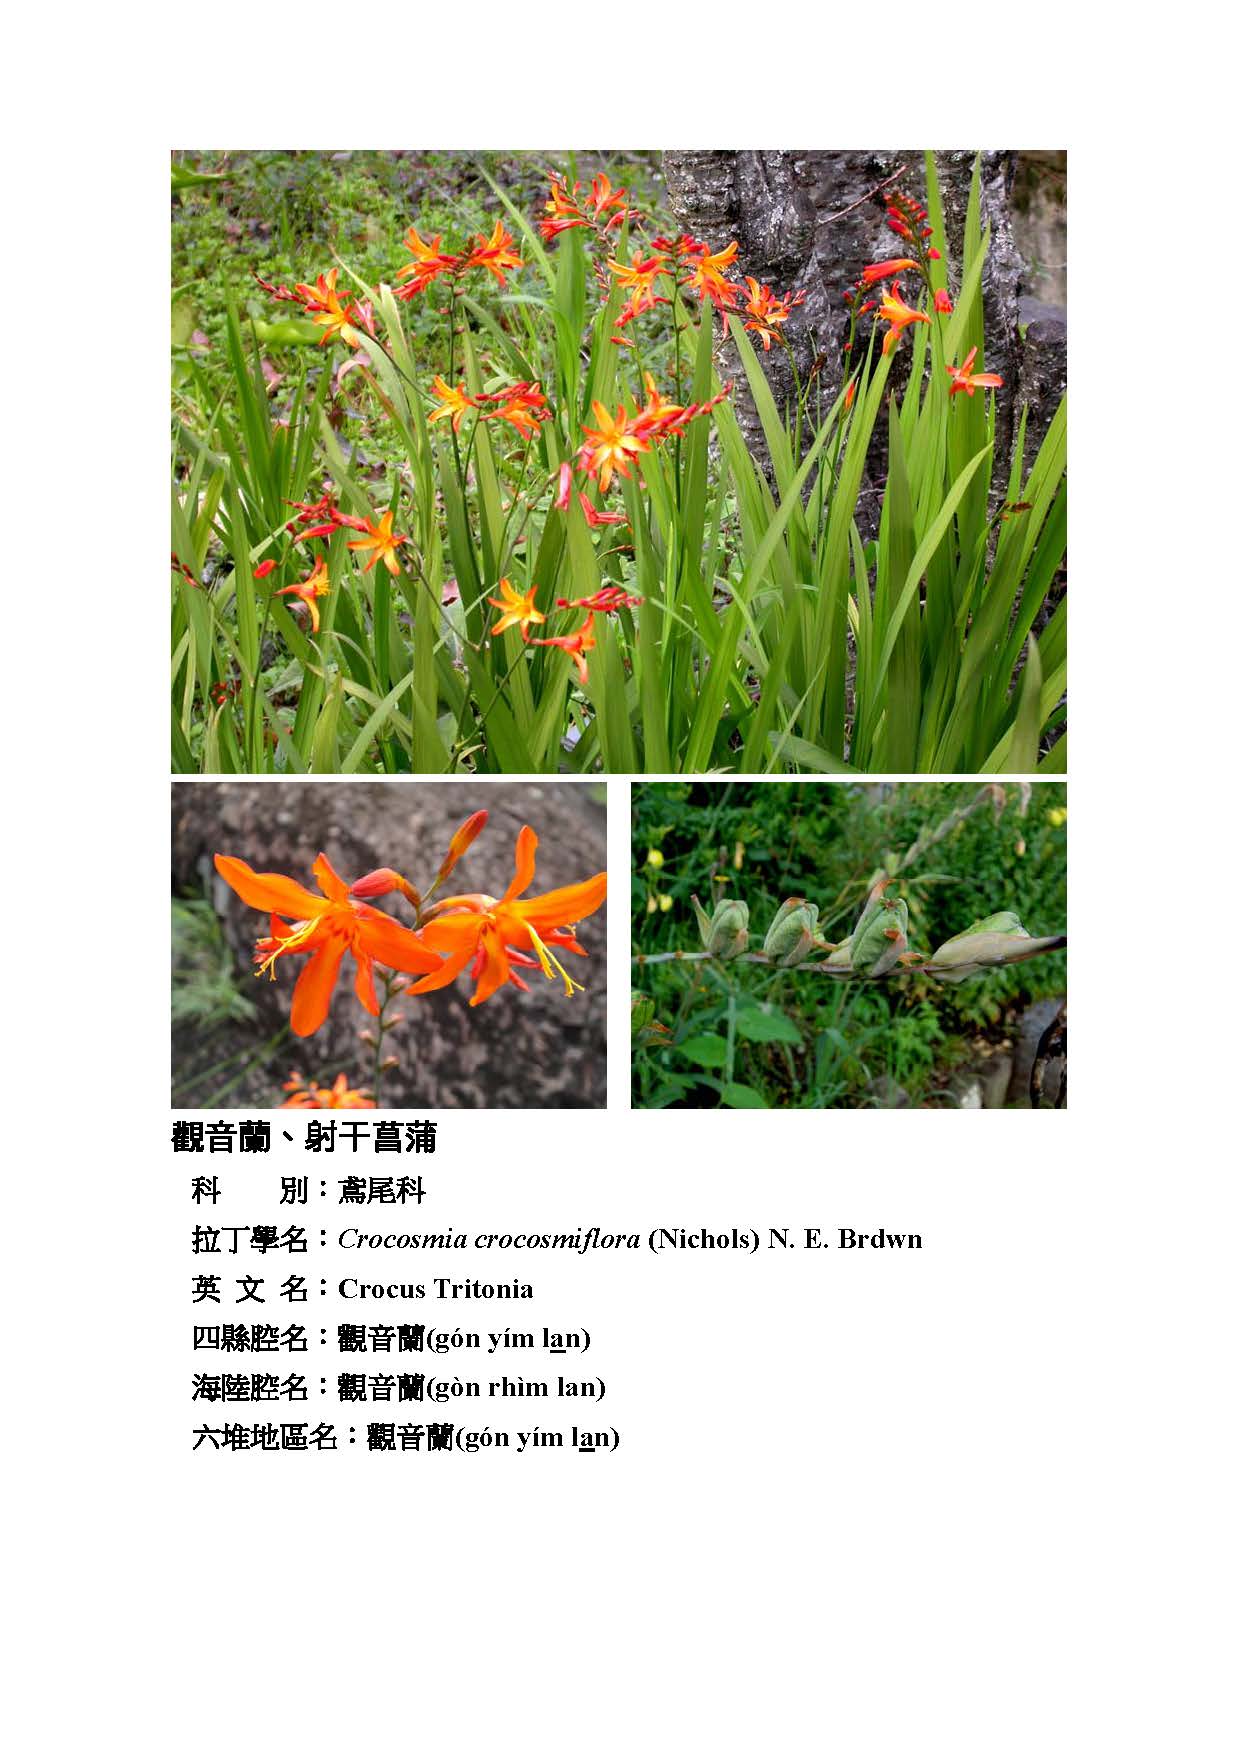 觀音蘭、射干菖蒲
科　　別：鳶尾科
拉丁學名：Crocosmia crocosmiflora (Nichols) N. E. Brdwn
英 文 名：Crocus Tritonia
四縣腔名：觀音蘭(gón yím lan)
海陸腔名：觀音蘭(gòn rhìm lan)
六堆地區名：觀音蘭(gón yím lan)